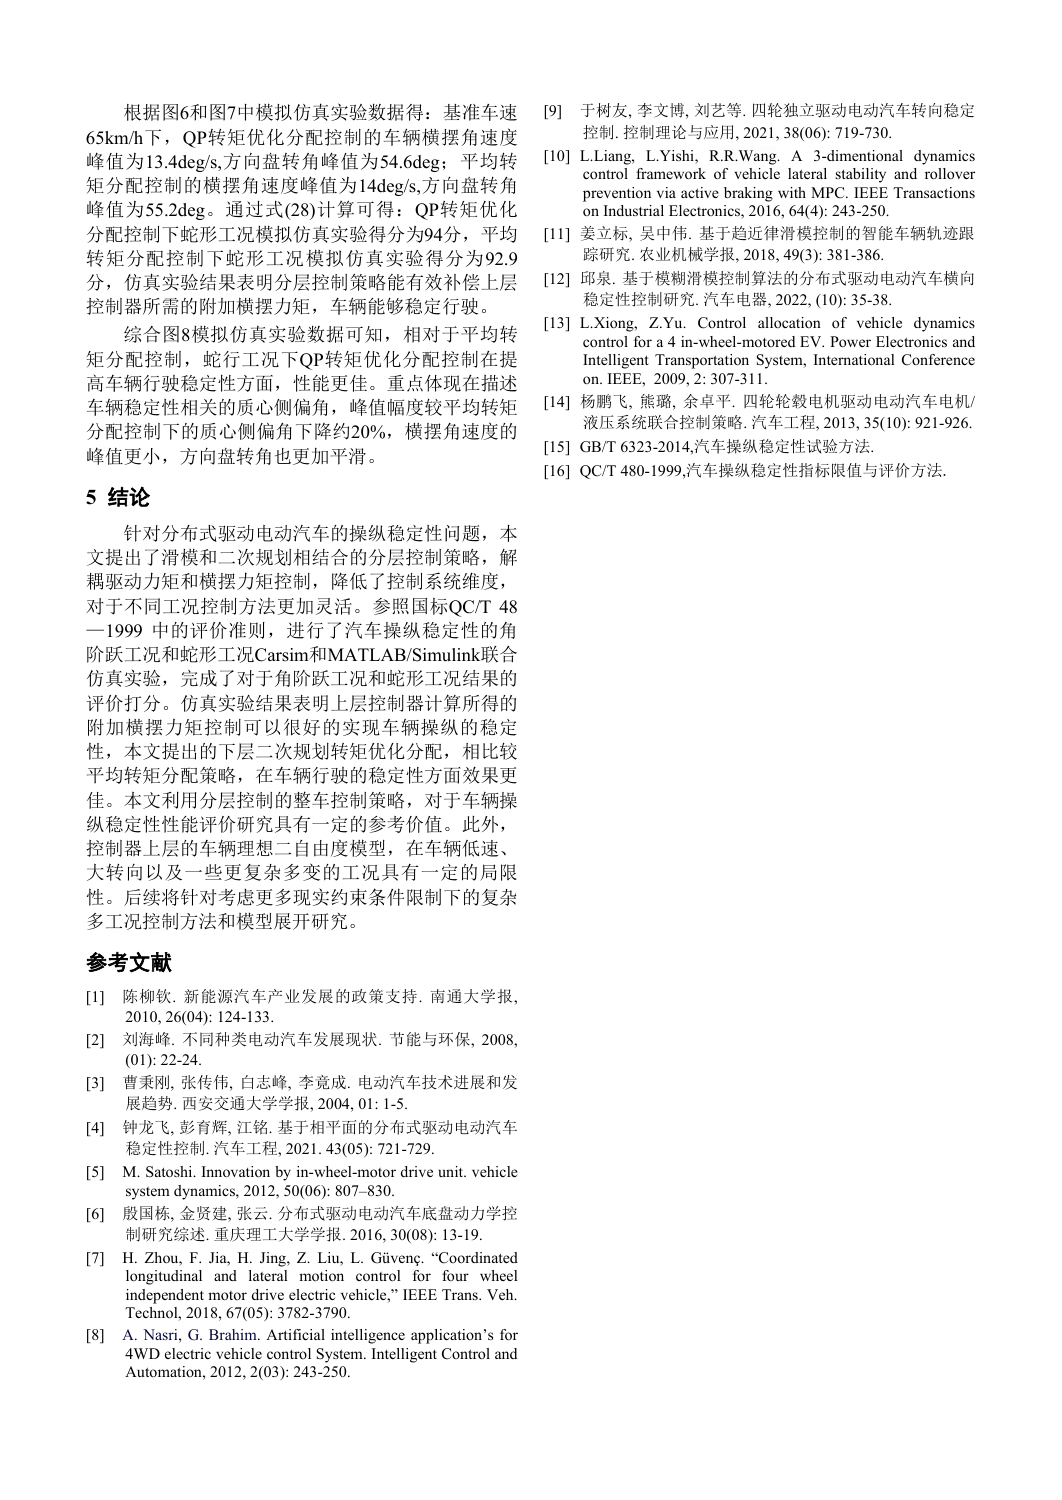 根据图6和图7中模拟仿真实验数据得：基准车速
65km/h下，QP转矩优化分配控制的车辆横摆角速度
峰值为13.4deg/s,方向盘转角峰值为54.6deg；平均转
矩分配控制的横摆角速度峰值为14deg/s,方向盘转角
峰值为55.2deg。通过式(28)计算可得：QP转矩优化
分配控制下蛇形工况模拟仿真实验得分为94分，平均
转矩分配控制下蛇形工况模拟仿真实验得分为92.9
分，仿真实验结果表明分层控制策略能有效补偿上层
控制器所需的附加横摆力矩，车辆能够稳定行驶。
综合图8模拟仿真实验数据可知，相对于平均转
矩分配控制，蛇行工况下QP转矩优化分配控制在提
高车辆行驶稳定性方面，性能更佳。重点体现在描述
车辆稳定性相关的质心侧偏角，峰值幅度较平均转矩
分配控制下的质心侧偏角下降约20%，横摆角速度的
峰值更小，方向盘转角也更加平滑。
5 结论
针对分布式驱动电动汽车的操纵稳定性问题，本
文提出了滑模和二次规划相结合的分层控制策略，解
耦驱动力矩和横摆力矩控制，降低了控制系统维度，
对于不同工况控制方法更加灵活。参照国标QC/T 48
—1999 中的评价准则，进行了汽车操纵稳定性的角
阶跃工况和蛇形工况Carsim和MATLAB/Simulink联合
仿真实验，完成了对于角阶跃工况和蛇形工况结果的
评价打分。仿真实验结果表明上层控制器计算所得的
附加横摆力矩控制可以很好的实现车辆操纵的稳定
性，本文提出的下层二次规划转矩优化分配，相比较
平均转矩分配策略，在车辆行驶的稳定性方面效果更
佳。本文利用分层控制的整车控制策略，对于车辆操
纵稳定性性能评价研究具有一定的参考价值。此外，
控制器上层的车辆理想二自由度模型，在车辆低速、
大转向以及一些更复杂多变的工况具有一定的局限
性。后续将针对考虑更多现实约束条件限制下的复杂
多工况控制方法和模型展开研究。
参考文献
[1] 陈柳钦. 新能源汽车产业发展的政策支持. 南通大学报,
2010, 26(04): 124-133.
[2] 刘海峰. 不同种类电动汽车发展现状. 节能与环保, 2008,
(01): 22-24.
[3] 曹秉刚, 张传伟, 白志峰, 李竟成. 电动汽车技术进展和发
展趋势. 西安交通大学学报, 2004, 01: 1-5.
[4] 钟龙飞, 彭育辉, 江铭. 基于相平面的分布式驱动电动汽车
稳定性控制. 汽车工程, 2021. 43(05): 721-729.
[5] M. Satoshi. Innovation by in-wheel-motor drive unit. vehicle
system dynamics, 2012, 50(06): 807–830.
[6] 殷国栋, 金贤建, 张云. 分布式驱动电动汽车底盘动力学控
制研究综述. 重庆理工大学学报. 2016, 30(08): 13-19.
[7] H. Zhou, F. Jia, H. Jing, Z. Liu, L. Güvenç. “Coordinated
longitudinal and lateral motion control for four wheel
independent motor drive electric vehicle,” IEEE Trans. Veh.
Technol, 2018, 67(05): 3782-3790.
[8] A. Nasri, G. Brahim. Artificial intelligence application’s for
4WD electric vehicle control System. Intelligent Control and
Automation, 2012, 2(03): 243-250.
[9] 于树友, 李文博, 刘艺等. 四轮独立驱动电动汽车转向稳定
控制. 控制理论与应用, 2021, 38(06): 719-730.
[10] L.Liang, L.Yishi, R.R.Wang. A 3-dimentional dynamics
control framework of vehicle lateral stability and rollover
prevention via active braking with MPC. IEEE Transactions
on Industrial Electronics, 2016, 64(4): 243-250.
[11] 姜立标, 吴中伟. 基于趋近律滑模控制的智能车辆轨迹跟
踪研究. 农业机械学报, 2018, 49(3): 381-386.
[12] 邱泉. 基于模糊滑模控制算法的分布式驱动电动汽车横向
稳定性控制研究. 汽车电器, 2022, (10): 35-38.
[13] L.Xiong, Z.Yu. Control allocation of vehicle dynamics
control for a 4 in-wheel-motored EV. Power Electronics and
Intelligent Transportation System, International Conference
on. IEEE, 2009, 2: 307-311.
[14] 杨鹏飞, 熊璐, 余卓平. 四轮轮毂电机驱动电动汽车电机/
液压系统联合控制策略. 汽车工程, 2013, 35(10): 921-926.
[15] GB/T 6323-2014,汽车操纵稳定性试验方法.
[16] QC/T 480-1999,汽车操纵稳定性指标限值与评价方法.